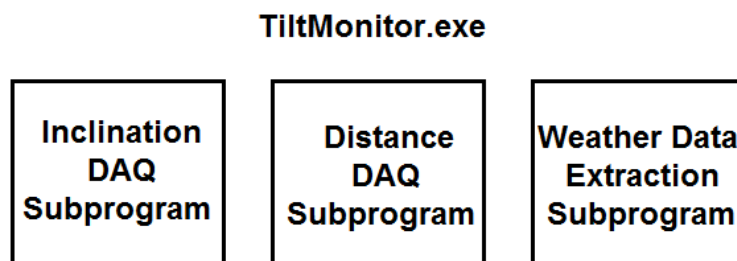 TiltMonitor.exe
Inclination
DAQ
Subprogram
Distance
DAQ
Subprogram
Weather Data
Extraction
Subprogram